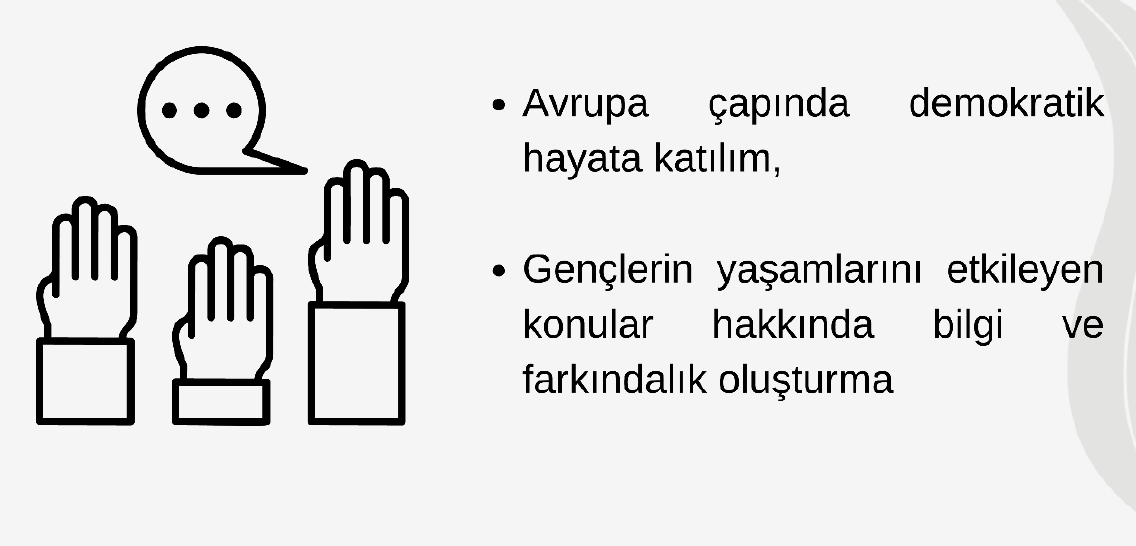 • Avrupa çapında demokratik
hayata katılım,
• Gençlerin yaşamlarını etkileyen
konular hakkında bilgi ve
farkındalık oluşturma